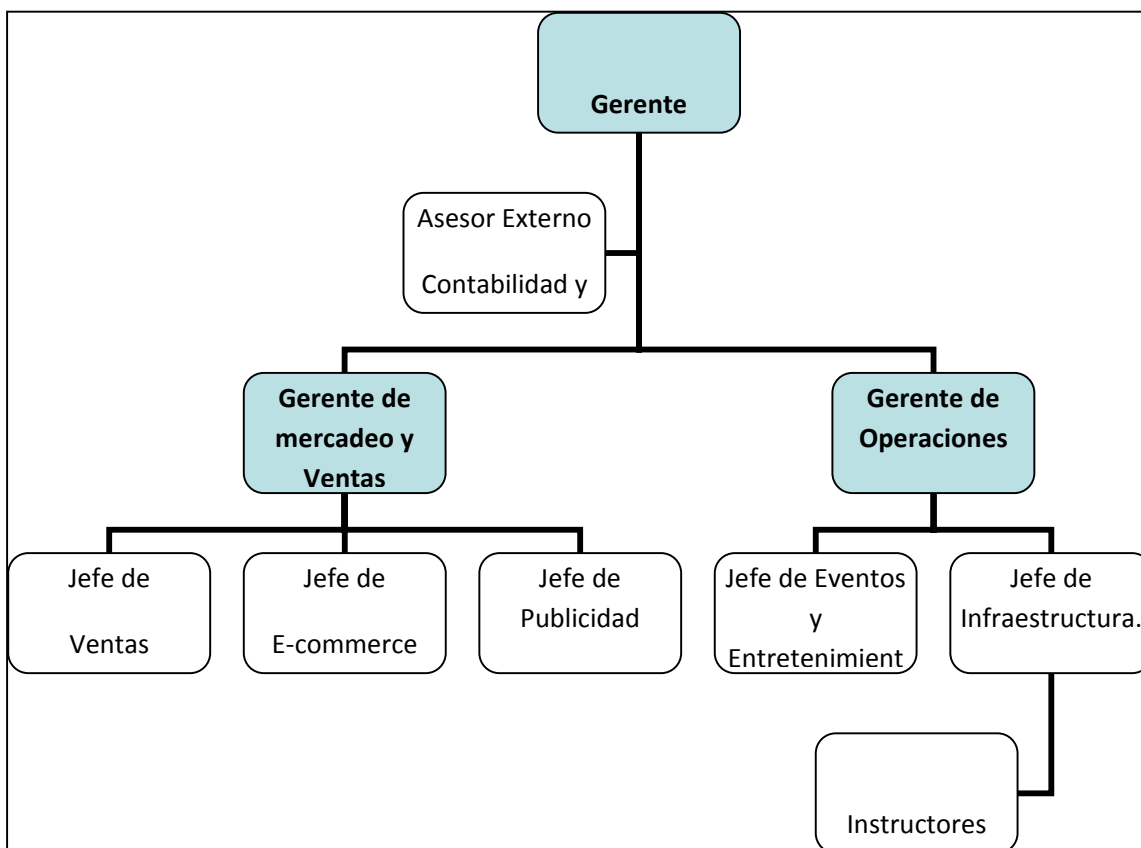 Gerente
Asesor Externo
Contabilidad y
Gerente de
mercadeo y
Ventas
Gerente de
Operaciones
Jefe de
Ventas
Jefe de
E-commerce
Jefe de
Publicidad
Jefe de Eventos
y
Entretenimient
Jefe de
Infraestructura.
Instructores